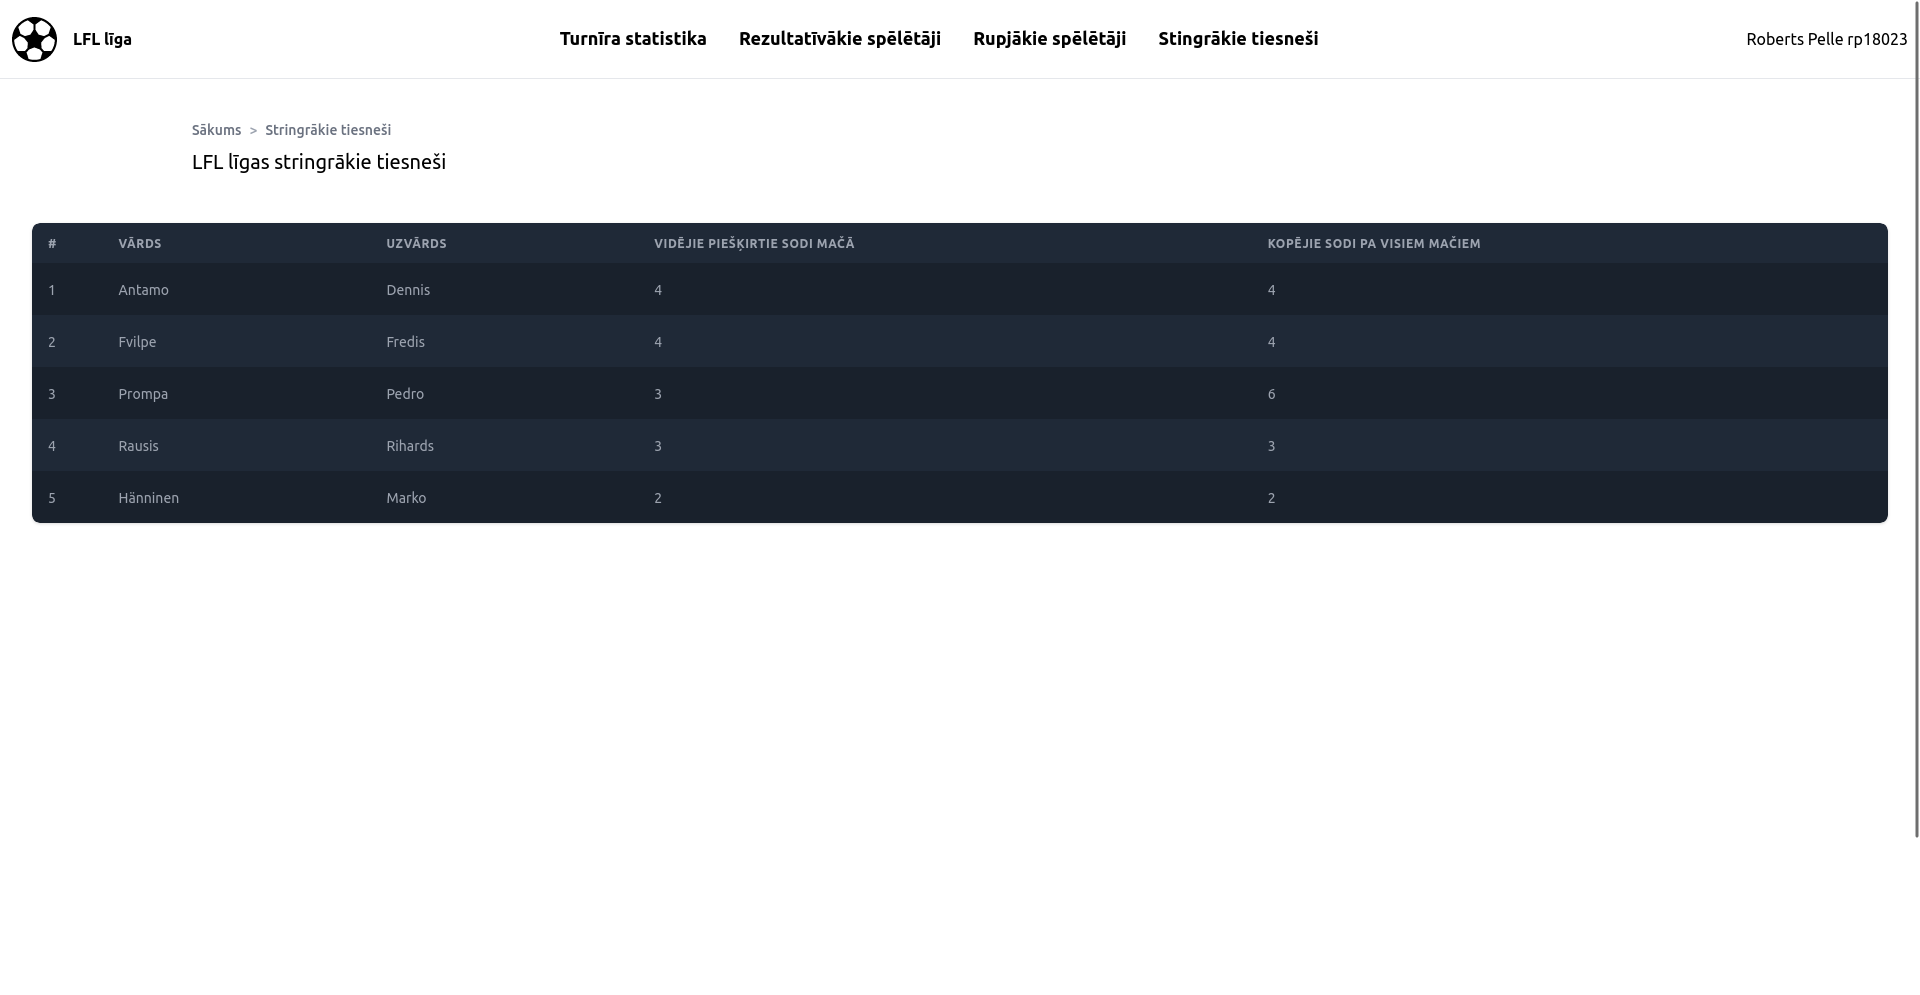 LFL līga Turnīra statistika Rezultatīvākie spēlētāji Rupjākie spēlētāji Stingrākie tiesneši Roberts Pelle rp18023
Sākums > Stringrākie tiesneši
LFL līgas stringrākie tiesneši
# VĀRDS UZVĀRDS VIDĒJIE PIEŠĶIRTIE SODI MAČĀ KOPĒJIE SODI PA VISIEM MAČIEM
1 Antamo Dennis 4 4
2 Fvilpe Fredis 4 4
3 Prompa Pedro 3 6
4 Rausis Rihards 3 3
5 Hänninen Marko 2 2